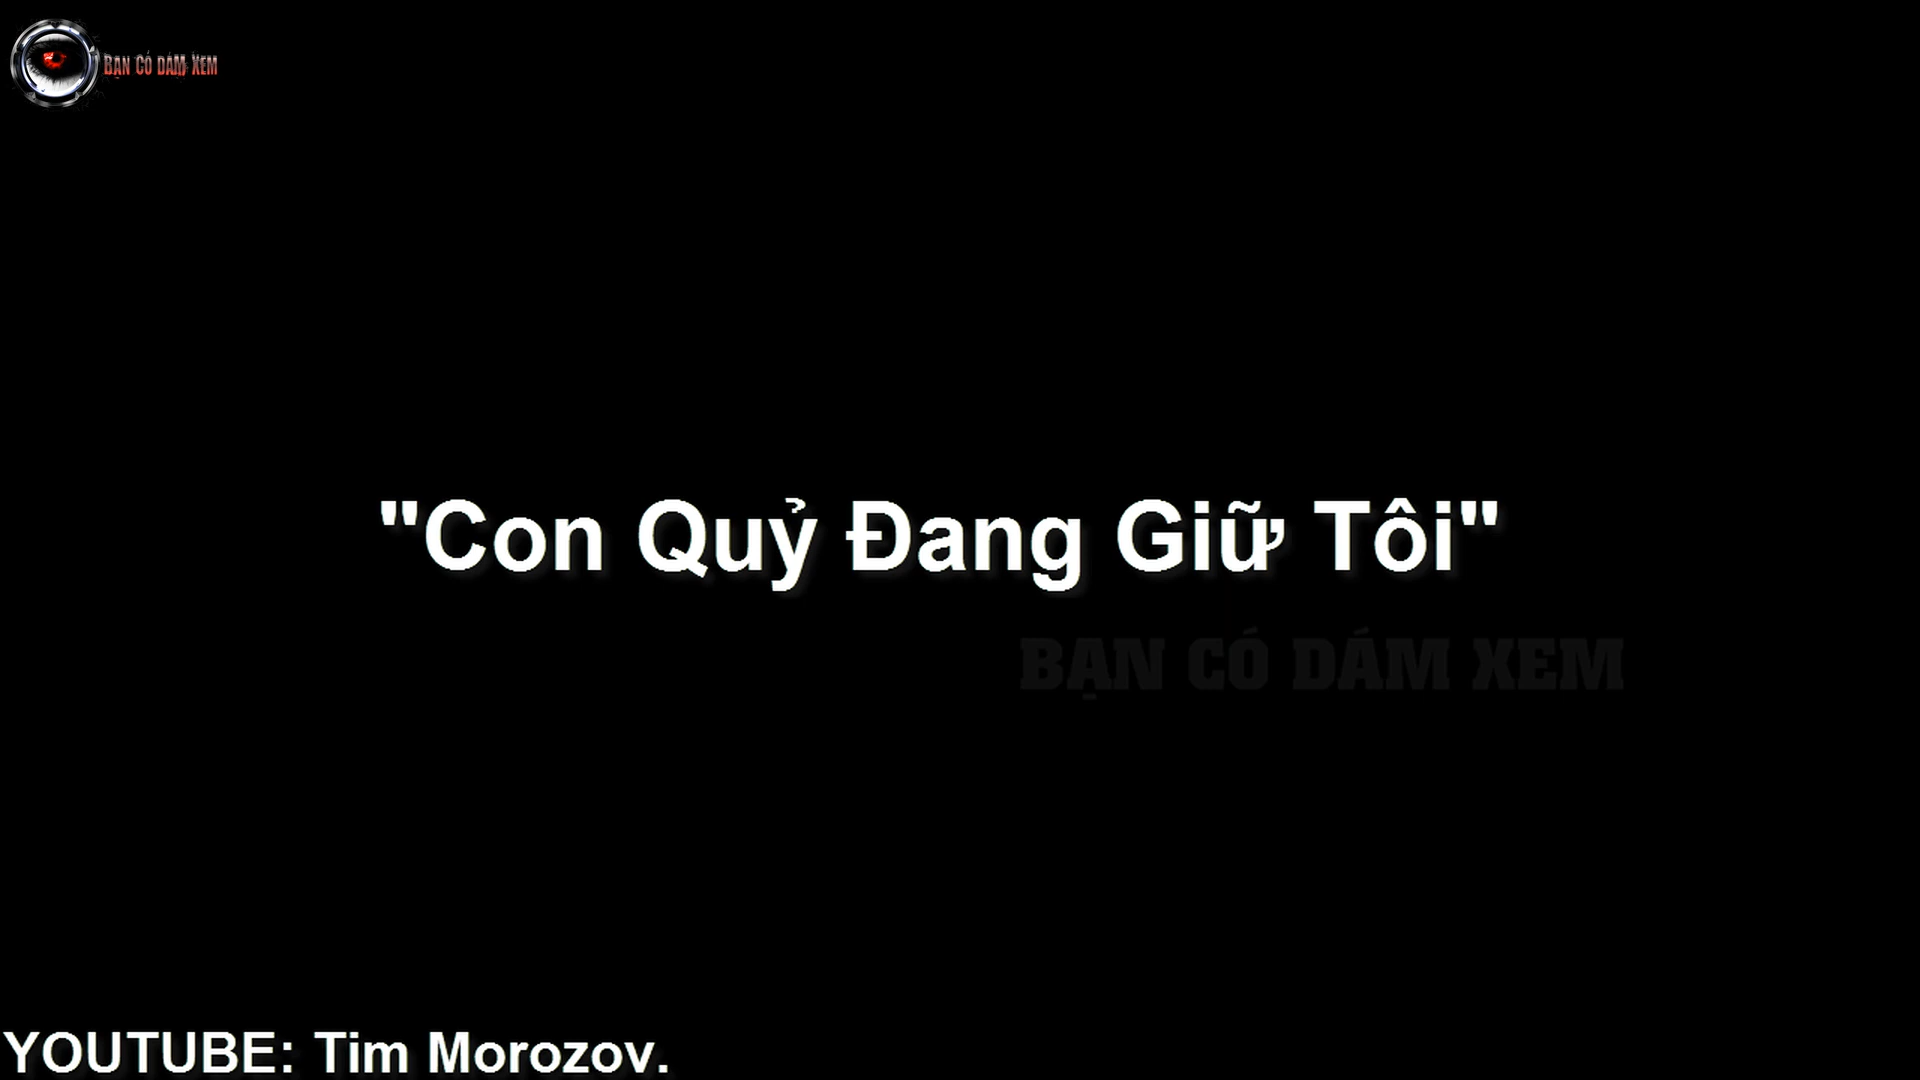 BẠN CÓ DÁM XEM
"Con Quỷ Đang Giữ Tôi"
BẠN CÓ DÁM XEM
YOUTUBE: Tim Morozov.